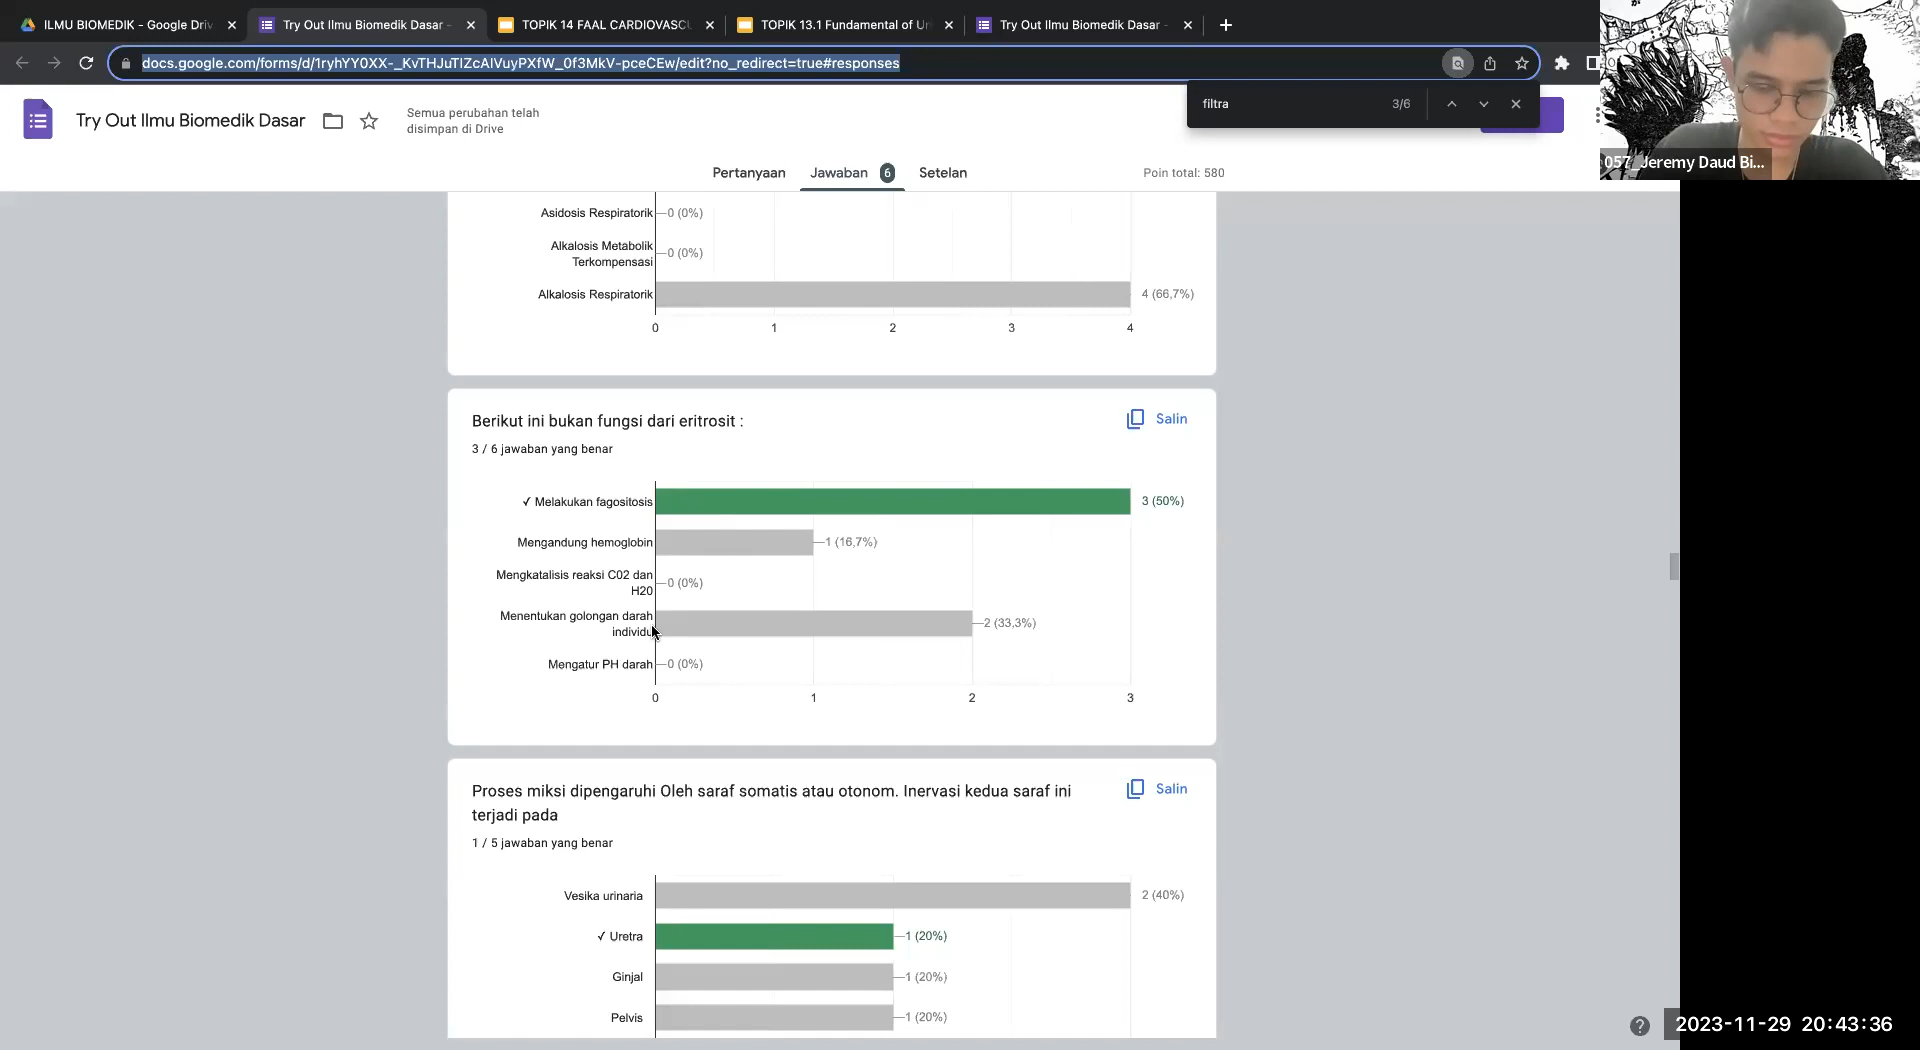 ILMU BIOMEDIK - Google Driv
Try Out Ilmu Biomedik Dasar -
TOPIK 14 FAAL CARDIOVASCU
TOPIK 13.1 Fundamental of Ur
Try Out Ilmu Biomedik Dasar -
docs.google.com/forms/d/1ryhYY0XX-_KvTHJuTIZcAIVuyPXfW_0f3MkV-pceCEw/edit?no_redirect=true#responses
filtra
3/6
Try Out Ilmu Biomedik Dasar
Semua perubahan telah
disimpan di Drive
057_Jeremy Daud Bi...
Pertanyaan
Jawaban 6
Setelan
Poin total: 580
Asidosis Respiratorik 0 (0%)
Alkalosis Metabolik
Terkompensasi
0 (0%)
Alkalosis Respiratorik 4 (66,7%)
0 1 2 3 4
Berikut ini bukan fungsi dari eritrosit :
Salin
3 / 6 jawaban yang benar
✓ Melakukan fagositosis 3 (50%)
Mengandung hemoglobin 1 (16,7%)
Mengkatalisis reaksi C02 dan
H20
0 (0%)
Menentukan golongan darah
individu
2 (33,3%)
Mengatur PH darah 0 (0%)
0 1 2 3
Proses miksi dipengaruhi Oleh saraf somatis atau otonom. Inervasi kedua saraf ini
terjadi pada
Salin
1 / 5 jawaban yang benar
Vesika urinaria 2 (40%)
✓ Uretra 1 (20%)
Ginjal 1 (20%)
Pelvis 1 (20%)
2023-11-29 20:43:36